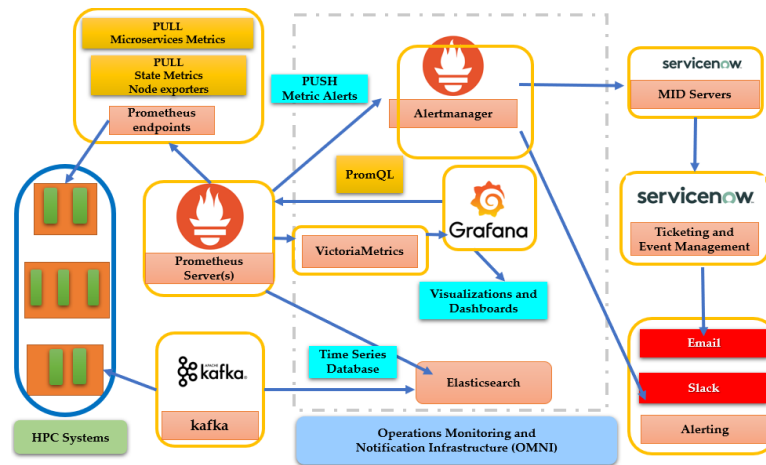 PULL
Microservices Metrics
PULL
State Metrics
Node exporters
Prometheus
endpoints
PUSH
Metric Alerts
Alertmanager
servicenow
MID Servers
PromQL
Grafana
servicenow
Ticketing and
Event Management
Prometheus
Server(s)
VictoriaMetrics
Visualizations and
Dashboards
Time Series
Database
Elasticsearch
APACHE
kafka
kafka
Email
Slack
Alerting
HPC Systems
Operations Monitoring and
Notification Infrastructure (OMNI)